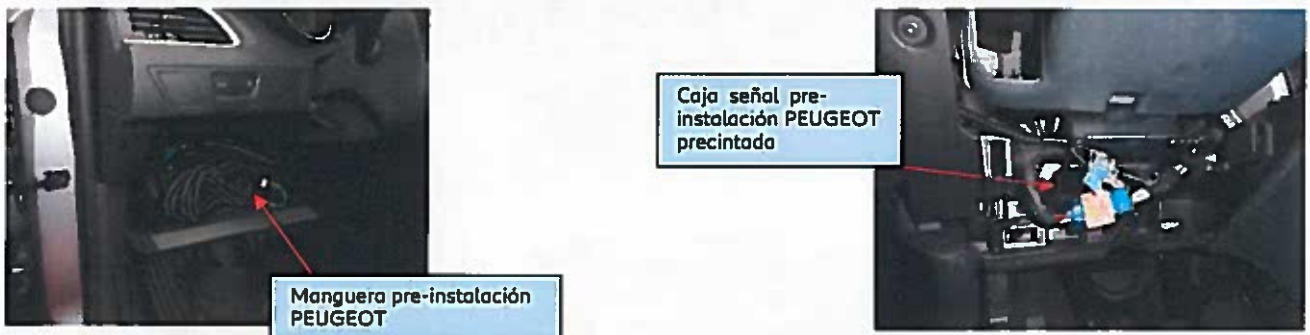 Caja señal pre-
instalación PEUGEOT
precintada
Manguera pre-instalación
PEUGEOT